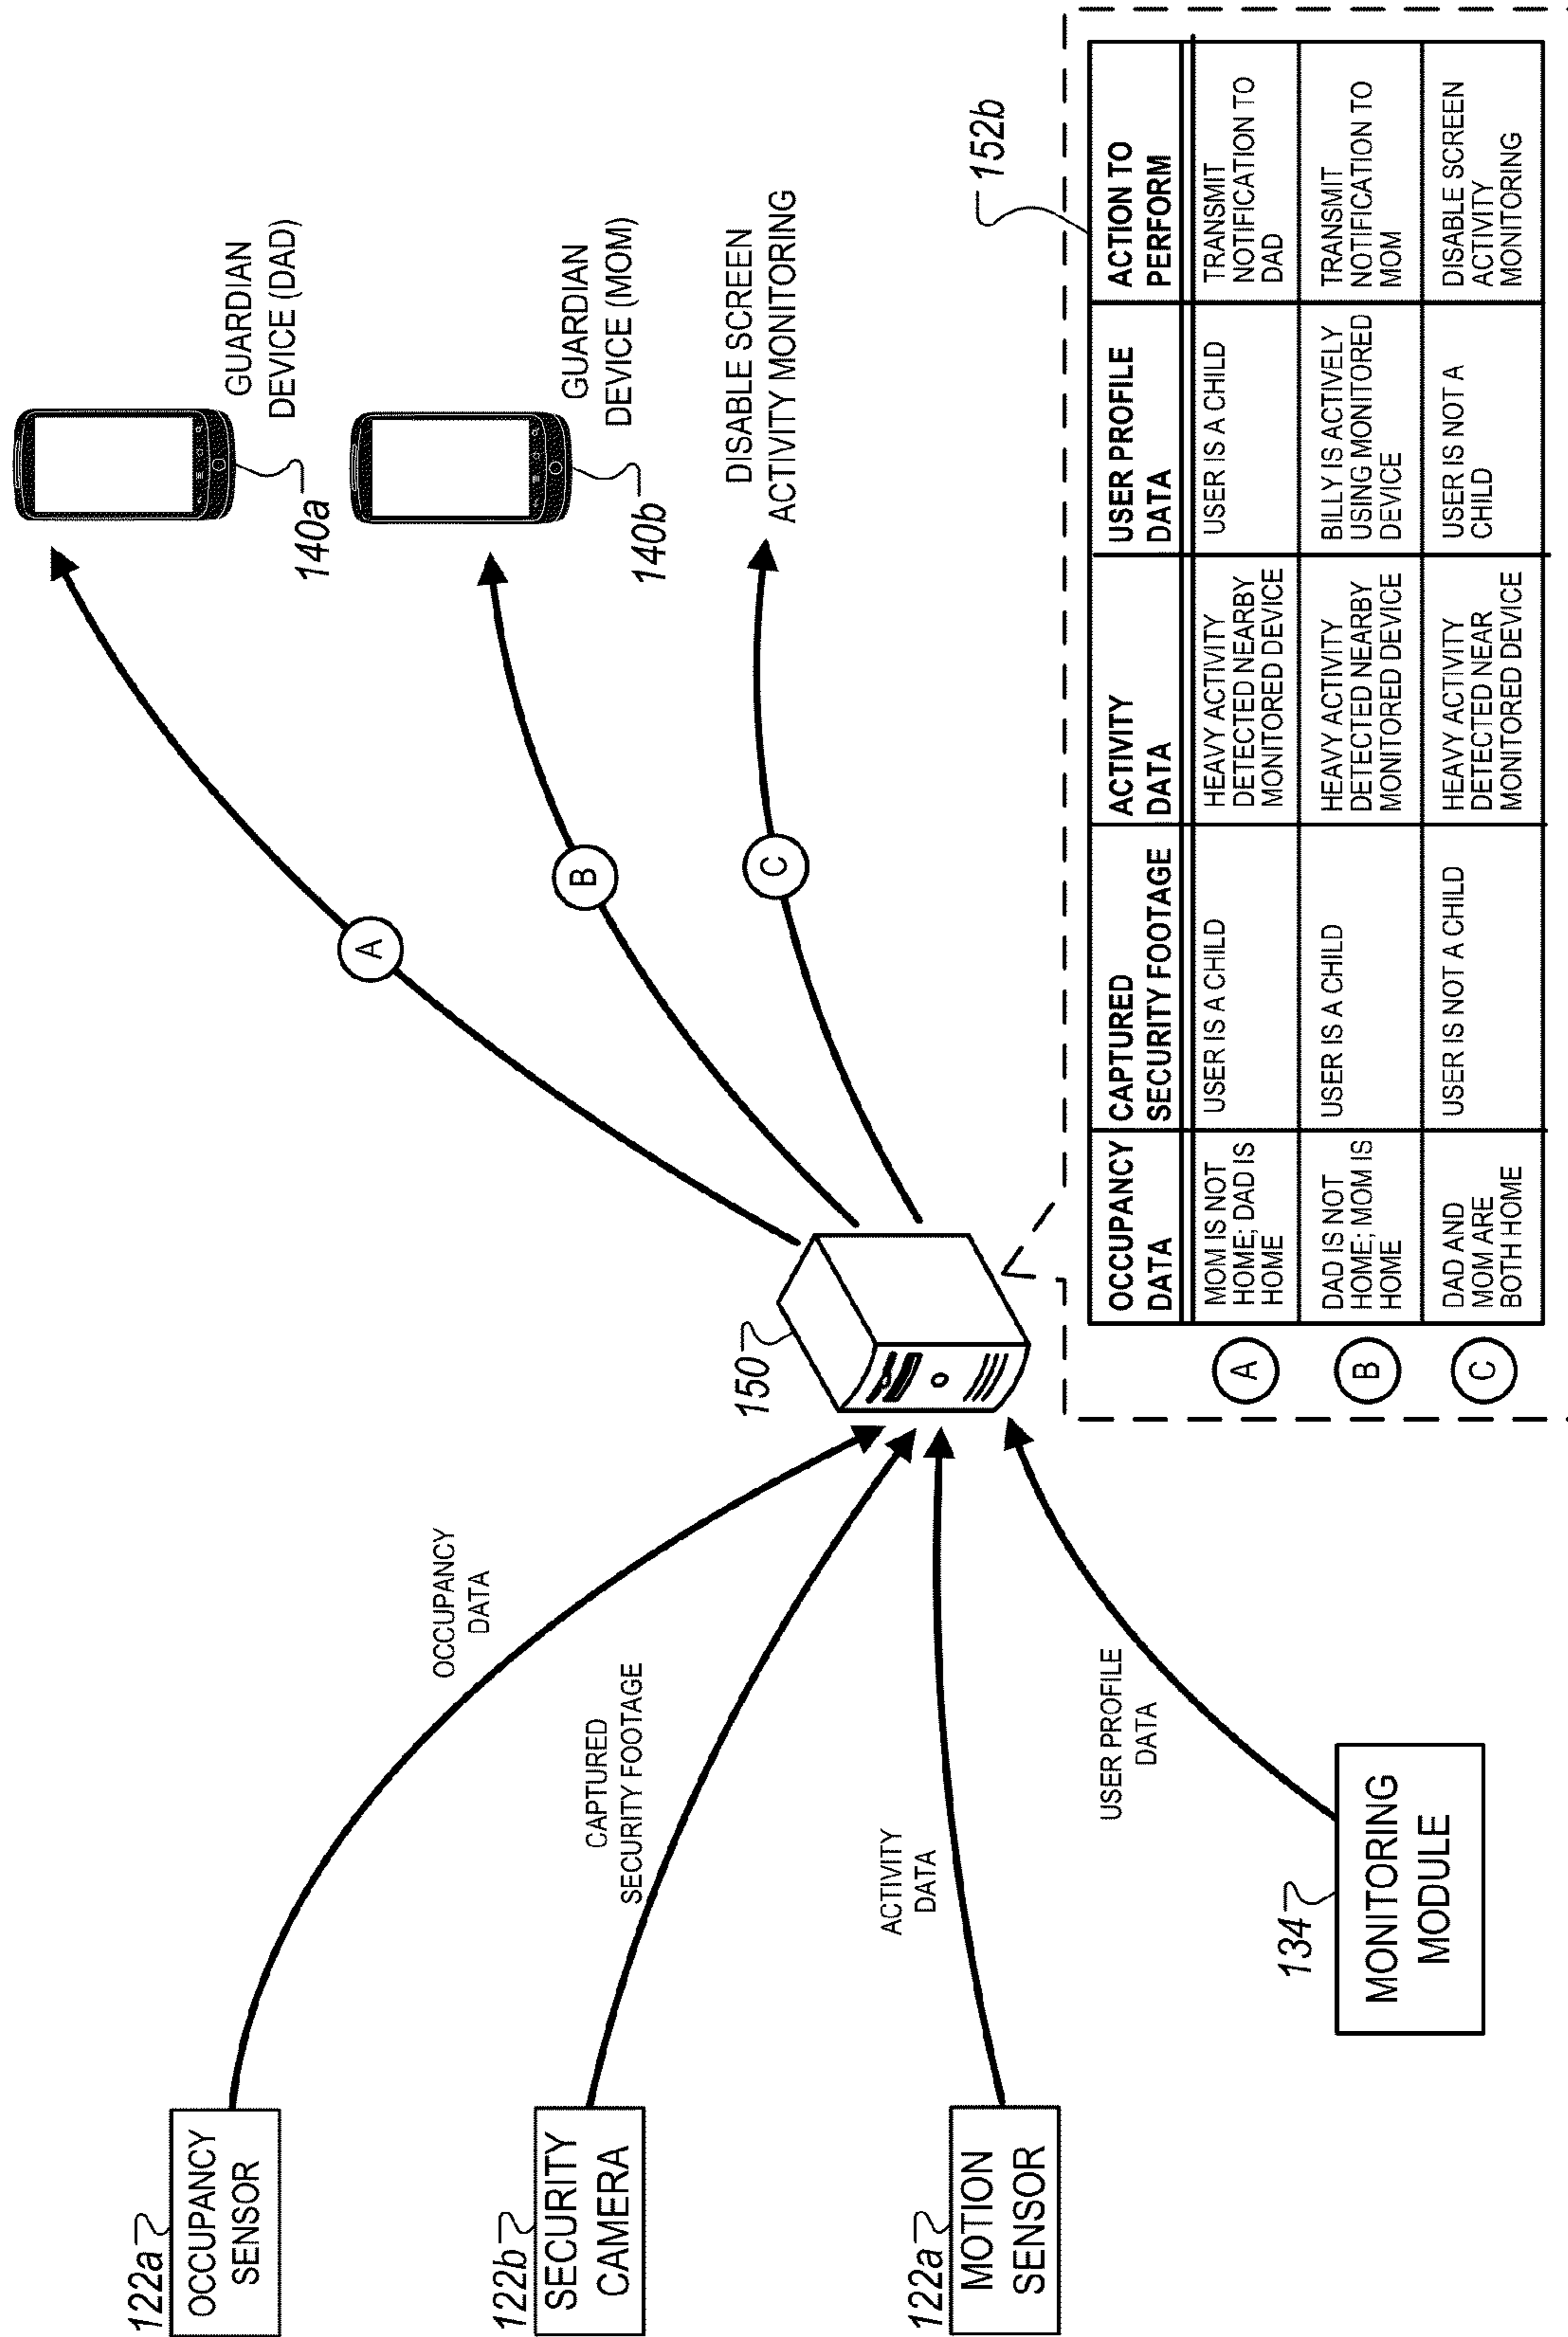 122a
OCCUPANCY
SENSOR
122b
SECURITY
CAMERA
122a
MOTION
SENSOR
134
MONITORING
MODULE
OCCUPANCY
DATA
CAPTURED
SECURITY FOOTAGE
ACTIVITY
DATA
USER PROFILE
DATA
150
A
B
C
140a
GUARDIAN
DEVICE (DAD)
140b
GUARDIAN
DEVICE (MOM)
DISABLE SCREEN
ACTIVITY MONITORING
152b
OCCUPANCY
DATA
CAPTURED
SECURITY FOOTAGE
ACTIVITY
DATA
USER PROFILE
DATA
ACTION TO
PERFORM
A
MOM IS NOT
HOME; DAD IS
HOME
USER IS A CHILD
HEAVY ACTIVITY
DETECTED NEARBY
MONITORED DEVICE
USER IS A CHILD
TRANSMIT
NOTIFICATION TO
DAD
B
DAD IS NOT
HOME; MOM IS
HOME
USER IS A CHILD
HEAVY ACTIVITY
DETECTED NEARBY
MONITORED DEVICE
BILLY IS ACTIVELY
USING MONITORED
DEVICE
TRANSMIT
NOTIFICATION TO
MOM
C
DAD AND
MOM ARE
BOTH HOME
USER IS NOT A CHILD
HEAVY ACTIVITY
DETECTED NEAR
MONITORED DEVICE
USER IS NOT A
CHILD
DISABLE SCREEN
ACTIVITY
MONITORING